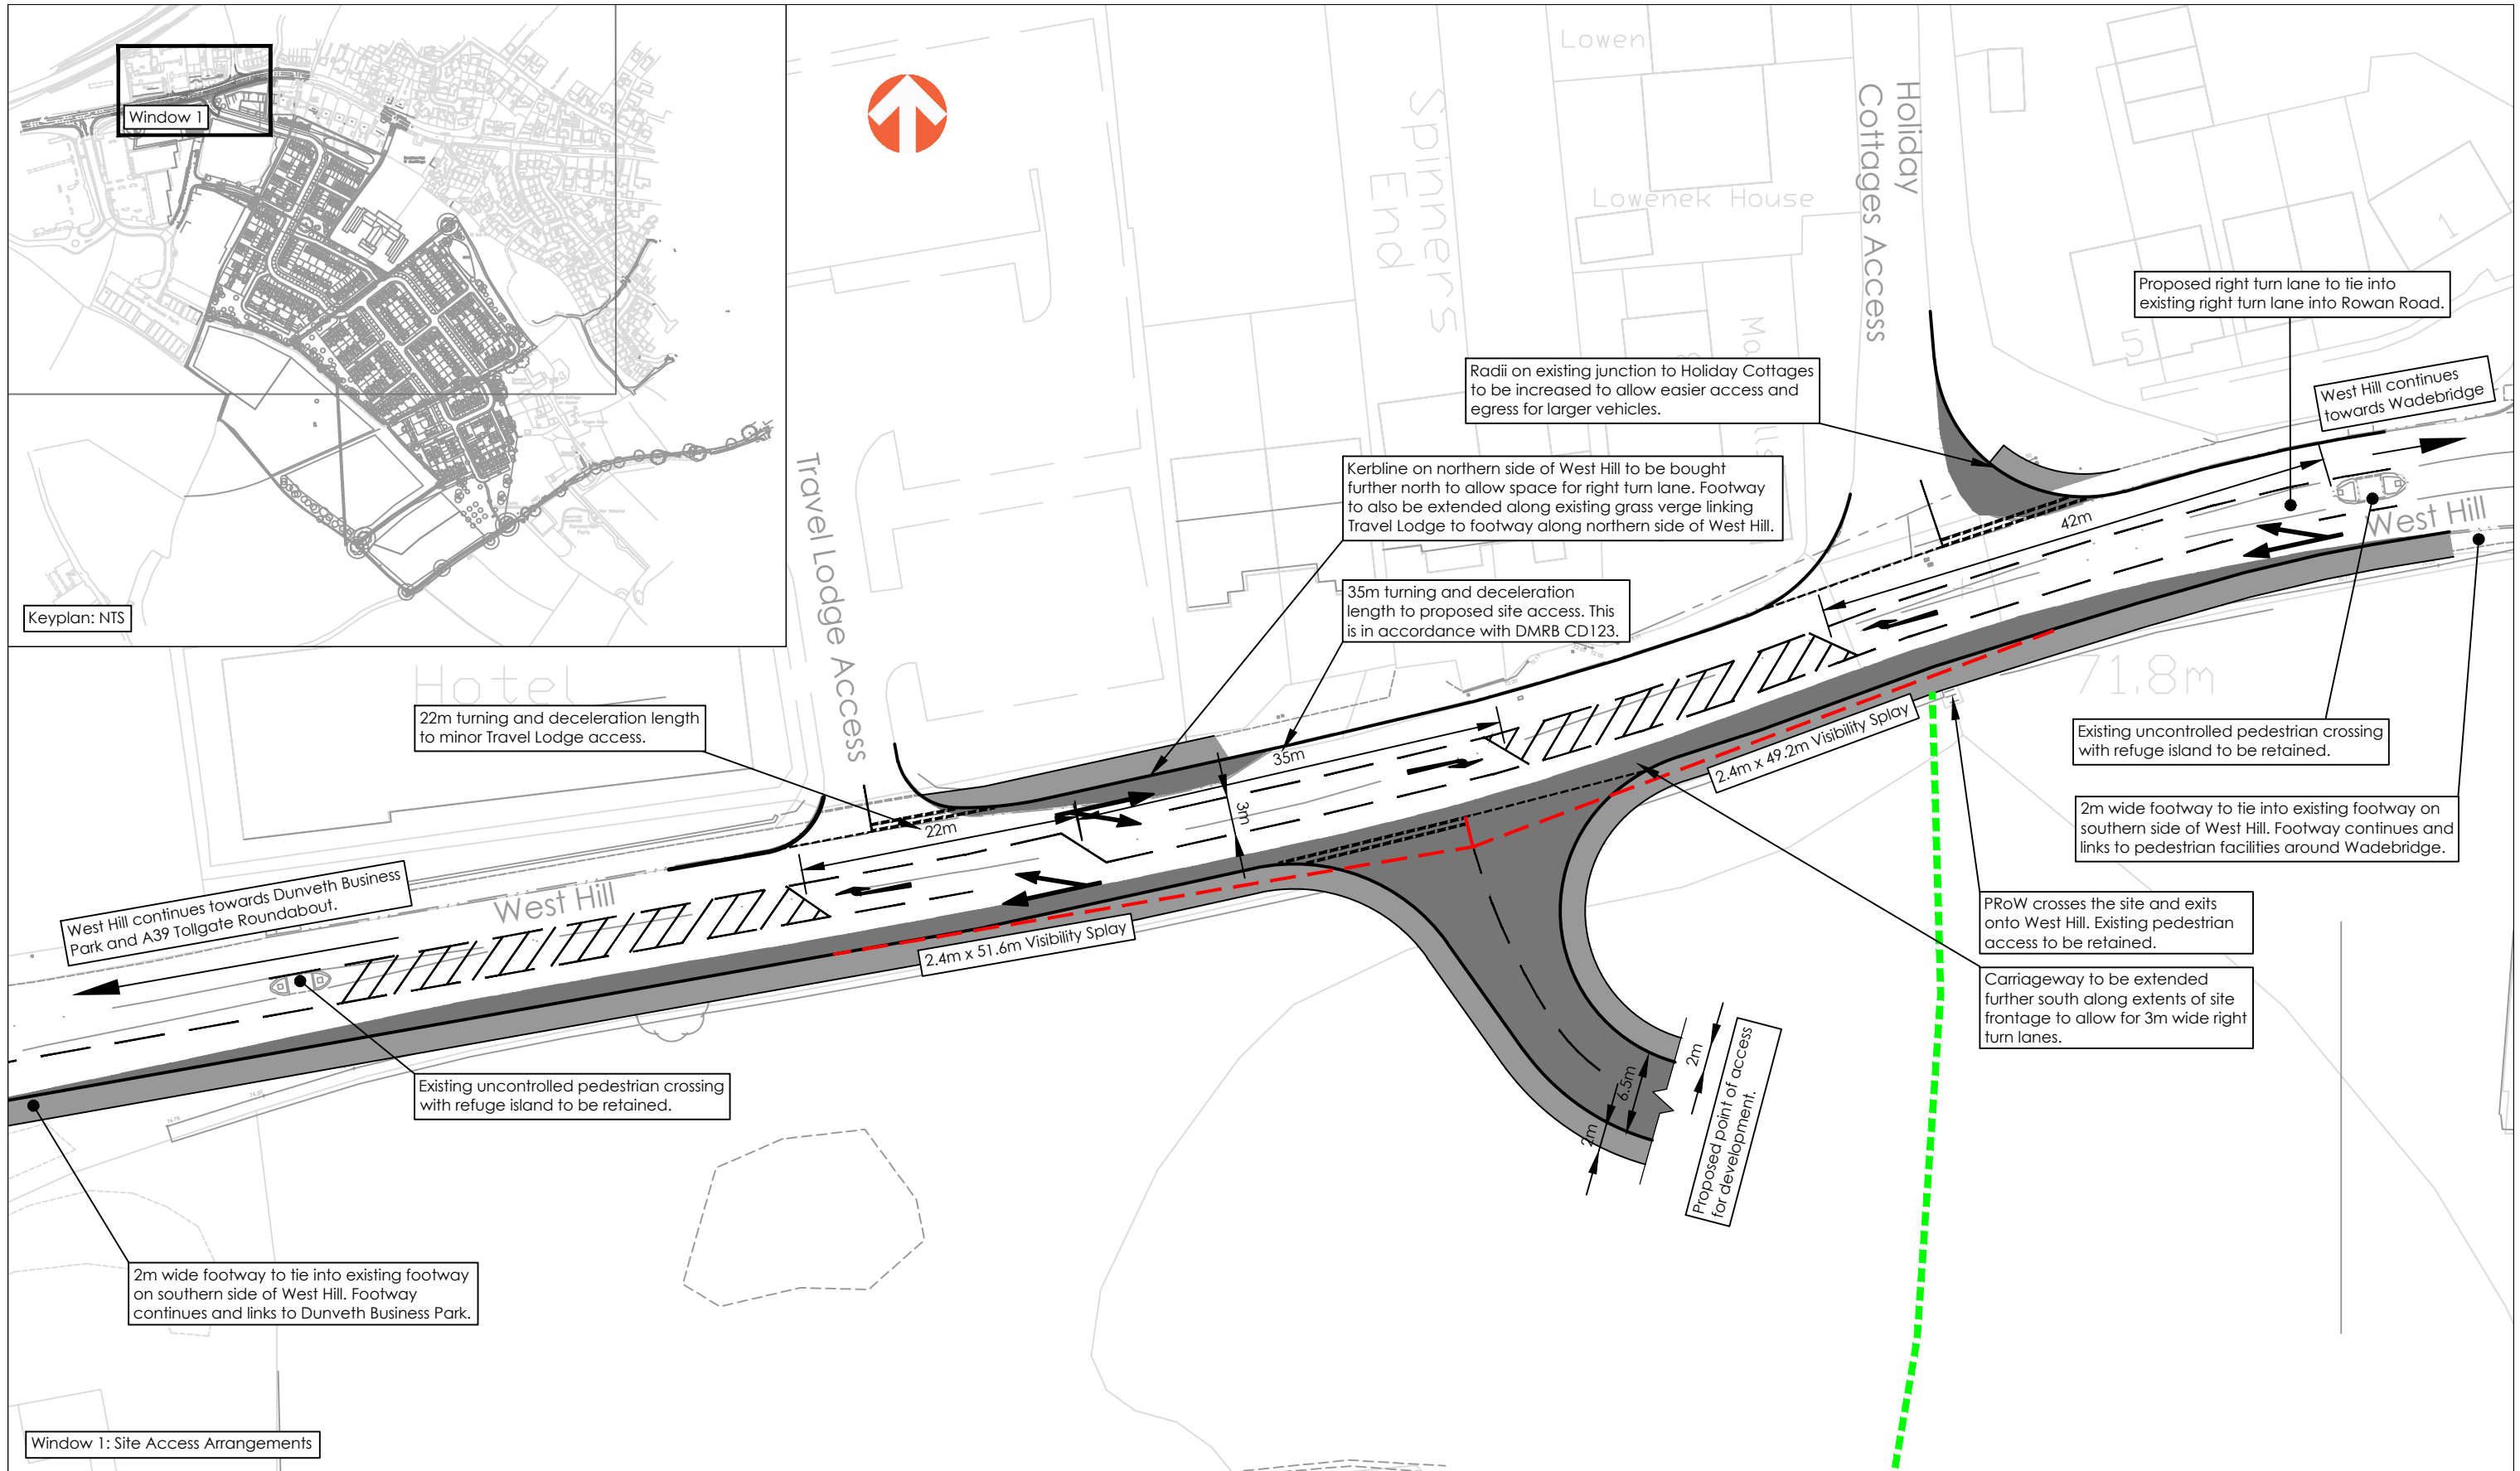 Window 1
Keyplan: NTS
Lowen
Spinners
End
Holiday
Cottages Access
Lowenek House
1
5
Proposed right turn lane to tie into
existing right turn lane into Rowan Road.
West Hill continues
towards Wadebridge
Radii on existing junction to Holiday Cottages
to be increased to allow easier access and
egress for larger vehicles.
Kerbline on northern side of West Hill to be bought
further north to allow space for right turn lane. Footway
to also be extended along existing grass verge linking
Travel Lodge to footway along northern side of West Hill.
42m
West Hill
Travel Lodge Access
35m turning and deceleration
length to proposed site access. This
is in accordance with DMRB CD123.
Hotel
22m turning and deceleration length
to minor Travel Lodge access.
71.8m
2.4m x 49.2m Visibility Splay
Existing uncontrolled pedestrian crossing
with refuge island to be retained.
35m
3m
22m
2m wide footway to tie into existing footway on
southern side of West Hill. Footway continues and
links to pedestrian facilities around Wadebridge.
West Hill continues towards Dunveth Business
Park and A39 Tollgate Roundabout.
West Hill
2.4m x 51.6m Visibility Splay
PRoW crosses the site and exits
onto West Hill. Existing pedestrian
access to be retained.
Carriageway to be extended
further south along extents of site
frontage to allow for 3m wide right
turn lanes.
Existing uncontrolled pedestrian crossing
with refuge island to be retained.
2m
6.5m
2m
Proposed point of access
for development.
2m wide footway to tie into existing footway
on southern side of West Hill. Footway
continues and links to Dunveth Business Park.
Window 1: Site Access Arrangements